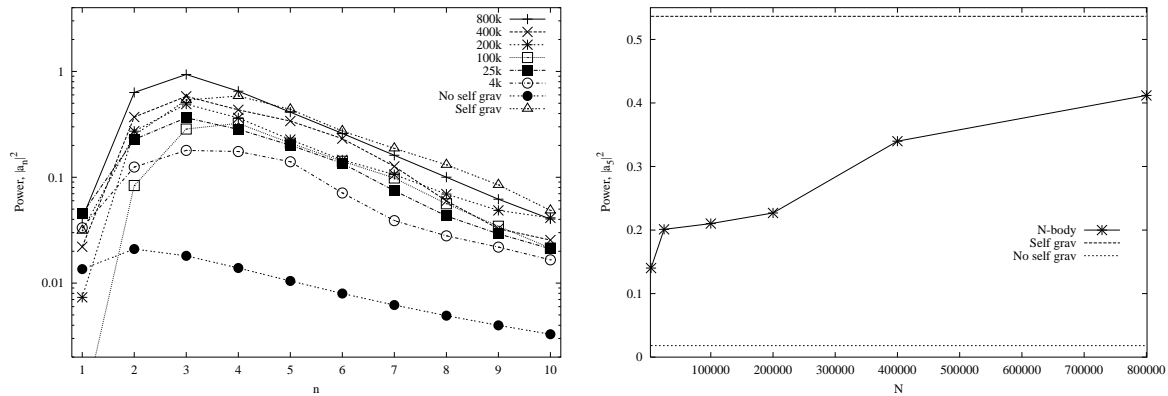 Power, |a_n|^2
1
0.1
0.01
800k
400k
200k
100k
25k
4k
No self grav
Self grav
1 2 3 4 5 6 7 8 9 10
n
Power, |a_5|^2
0.5
0.4
0.3
0.2
0.1
0
N-body
Self grav
No self grav
100000 200000 300000 400000 500000 600000 700000 800000
N